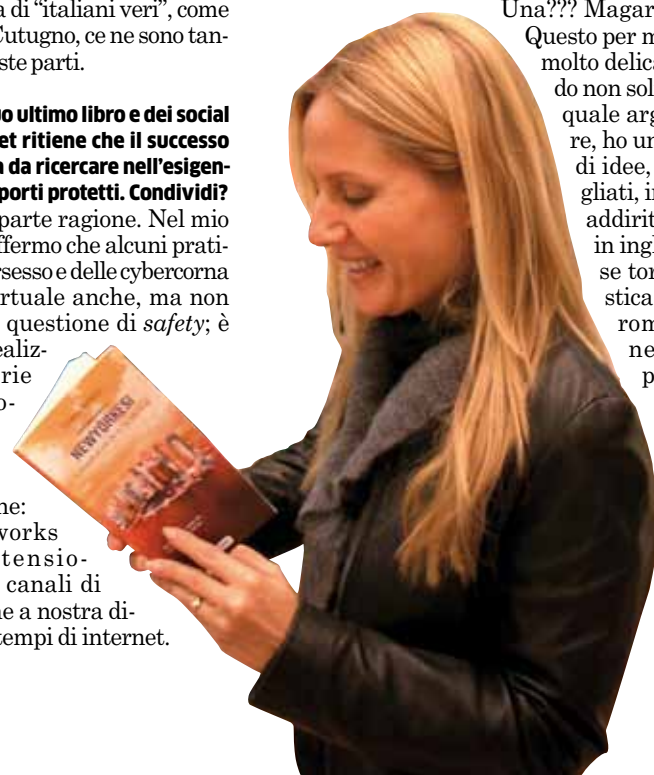 a di “italiani veri”, come
Cutugno, ce ne sono tan-
ste parti.
uo ultimo libro e dei social
et ritiene che il successo
a da ricercare nell’esigen-
porti protetti. Condividi?
parte ragione. Nel mio
ffermo che alcuni prati-
rsesso e delle cybercorna
rtuale anche, ma non
questione di safety; è
ealiz-
rie
o-
ne:
works
tensio-
canali di
ne a nostra di-
tempi di internet.
NEWYORKESI
Una??? Magar
Questo per m
molto delica
do non sol
quale arg
re, ho un
di idee,
gliati, i
addirit
in ingl
se tor
stica
rom
ne
p